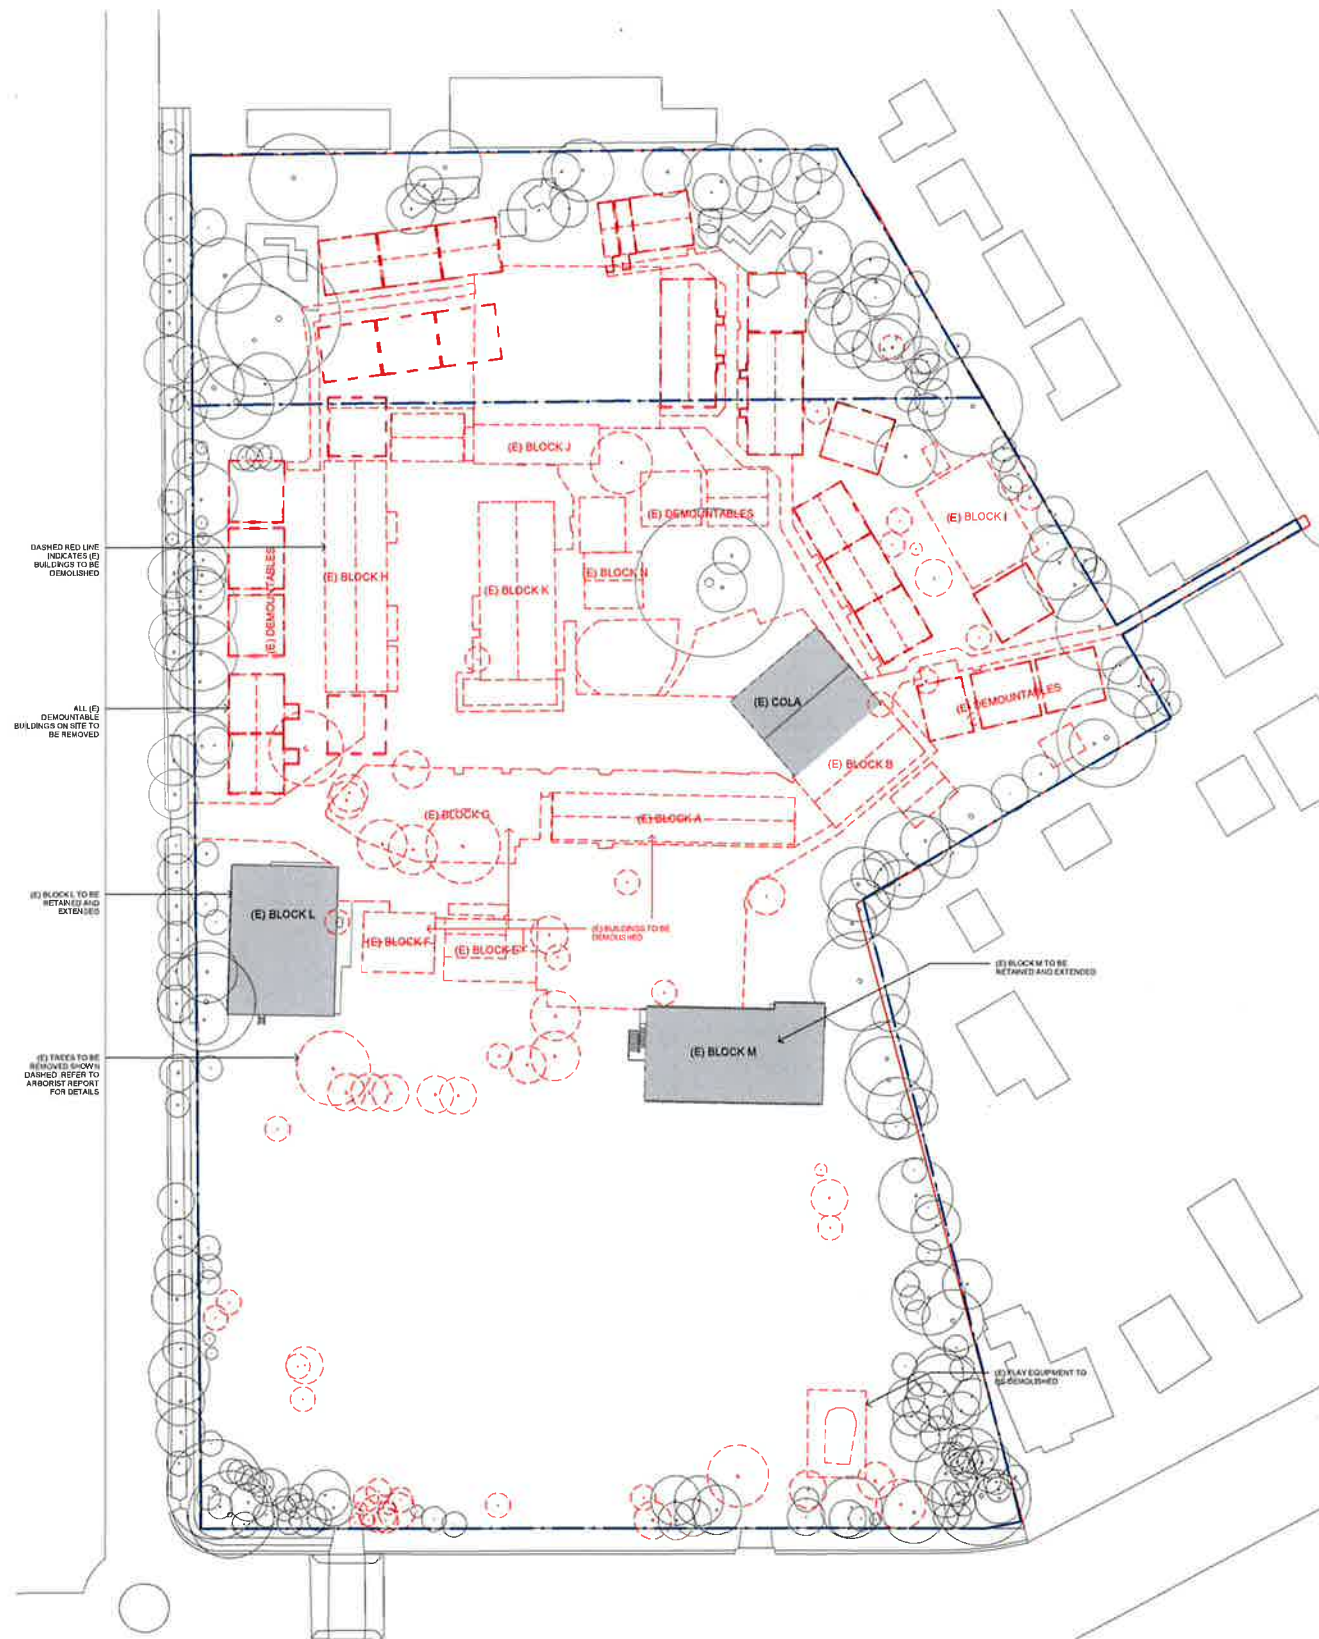 (E) BLOCK J
(E) DEMOUNTABLES
(E) BLOCK I
DASHED RED LINE
INDICATES (E)
BUILDINGS TO BE
DEMOLISHED
(E) DEMOUNTABLES
(E) BLOCK H
(E) BLOCK K
(E) BLOCK N
ALL (E)
DEMOUNTABLE
BUILDINGS ON SITE TO
BE REMOVED
(E) COLA
(E) DEMOUNTABLES
(E) BLOCK B
(E) BLOCK G
(E) BLOCK A
(E) BLOCK L TO BE
RETAINED AND
EXTENDED
(E) BLOCK L
(E) BLOCK F
(E) BLOCK E
(E) BUILDINGS TO BE
DEMOLISHED
(E) BLOCK M TO BE
RETAINED AND EXTENDED
(E) BLOCK M
(E) TREES TO BE
REMOVED SHOWN
DASHED. REFER TO
ARBORIST REPORT
FOR DETAILS
(E) PLAY EQUIPMENT TO
BE DEMOLISHED